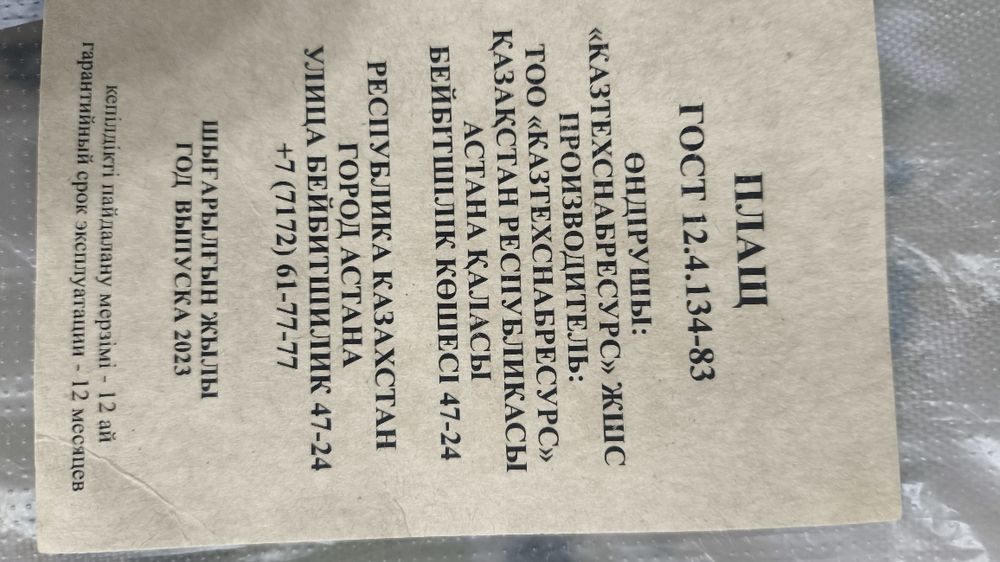 ПЛАЩ
ГОСТ 12.4.134-83
ӨНДІРУШЫ:
«КАЗТЕХСНАБРЕСУРС» ЖШС
ПРОИЗВОДИТЕЛЬ:
ТОО «КАЗТЕХСНАБРЕСУРС»
ҚАЗАҚСТАН РЕСПУБЛИКАСЫ
АСТАНА ҚАЛАСЫ
БЕЙБІТШІЛІК КӨШЕСІ 47-24
РЕСПУБЛИКА КАЗАХСТАН
ГОРОД АСТАНА
УЛИЦА БЕЙБИТШИЛИК 47-24
+7 (7172) 61-77-77
ШЫҒАРЫЛҒЫН ЖЫЛЫ
ГОД ВЫПУСКА 2023
кепілдікті пайдалану мерзімі - 12 ай
гарантийный срок эксплуатации - 12 месяцев